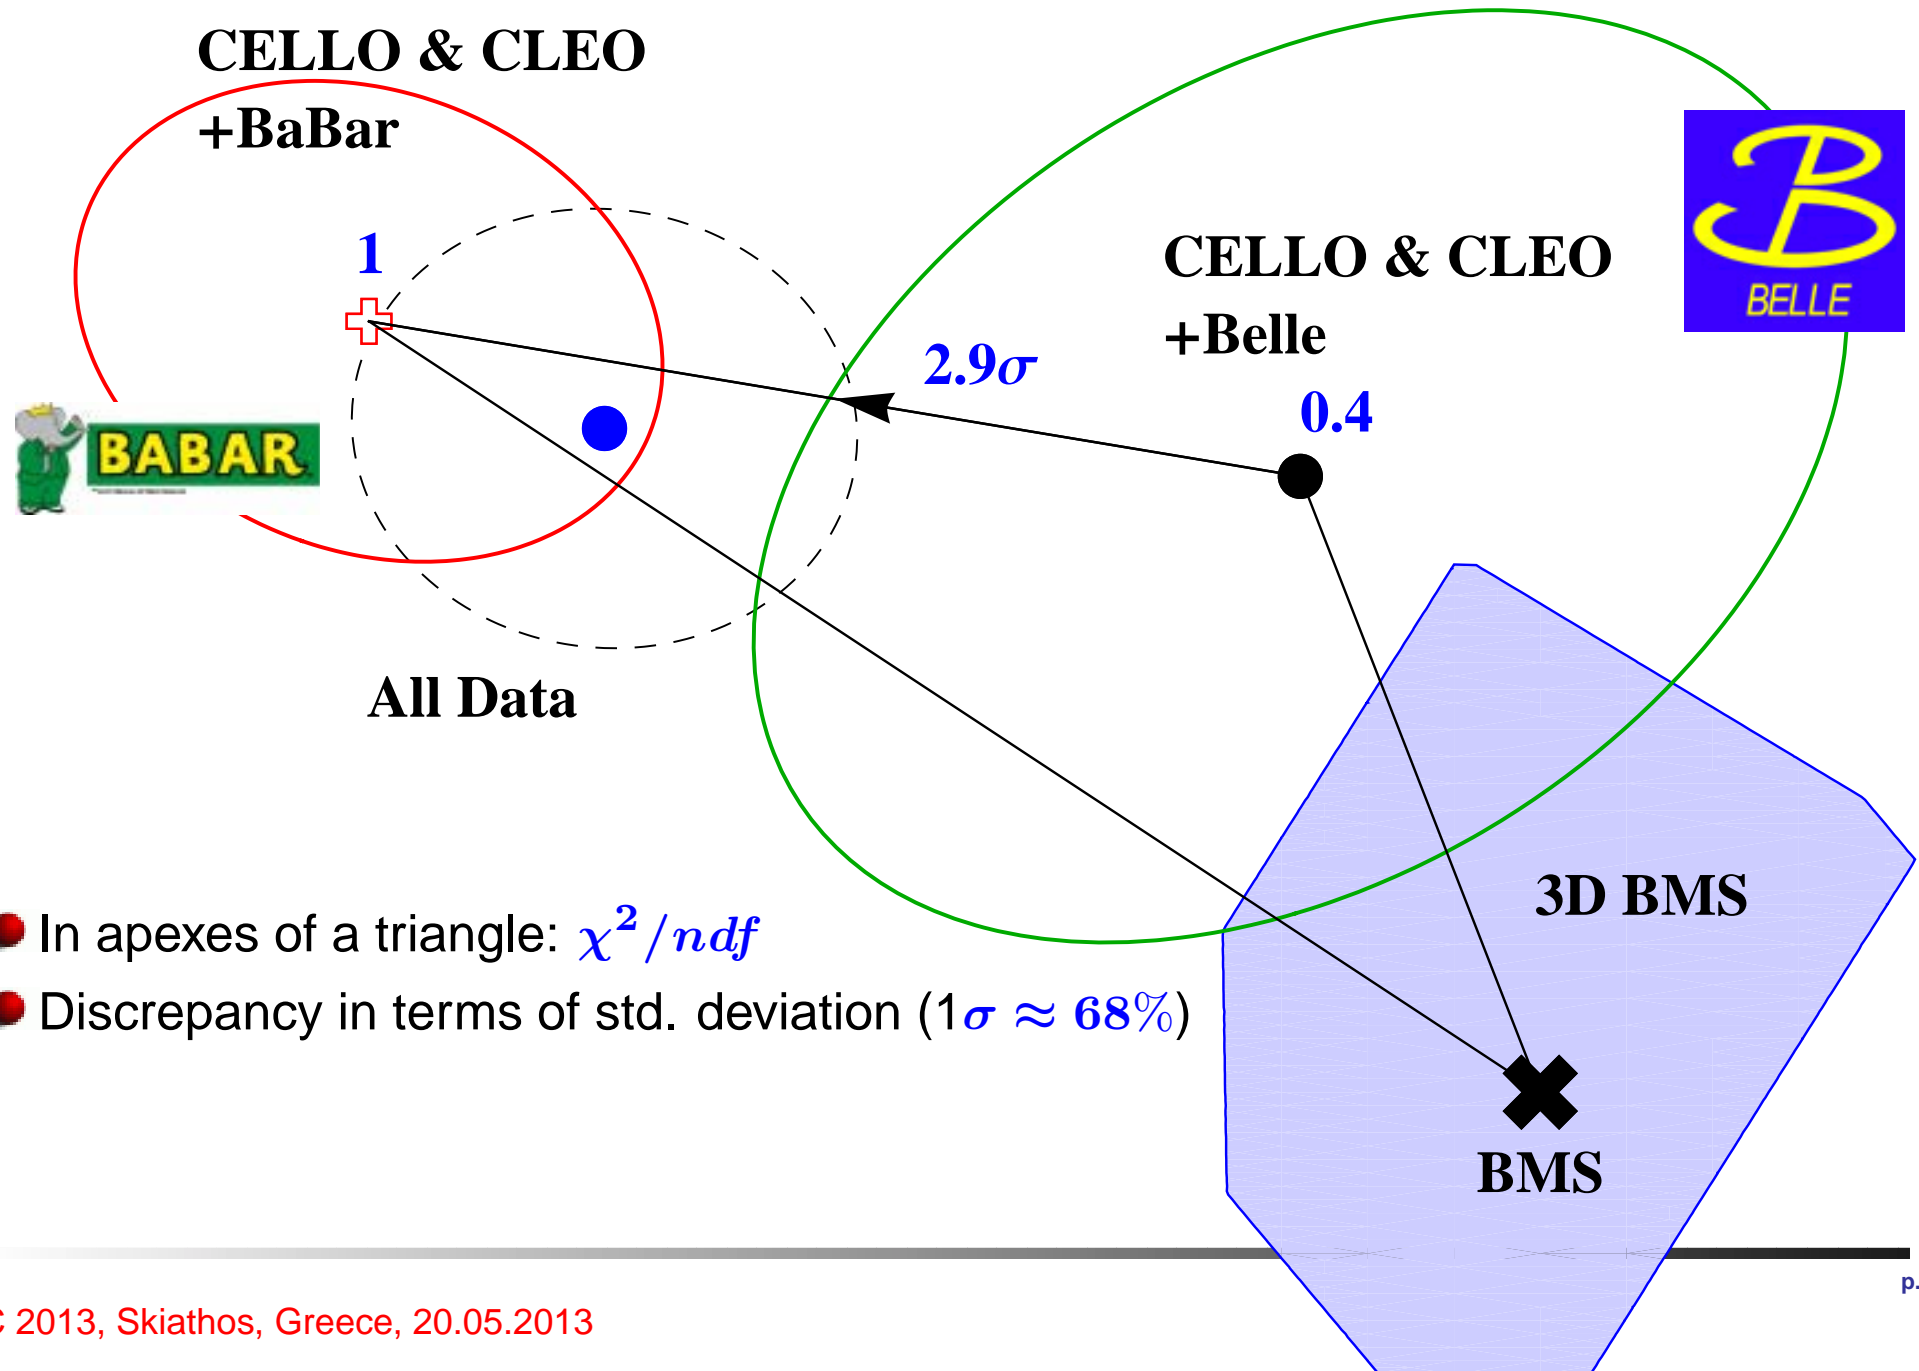 CELLO & CLEO
+BaBar
1
CELLO & CLEO
+Belle
BELLE
2.9σ
0.4
BABAR
All Data
3D BMS
In apexes of a triangle: χ²/ndf
Discrepancy in terms of std. deviation (1σ ≈ 68%)
BMS
p.
2013, Skiathos, Greece, 20.05.2013